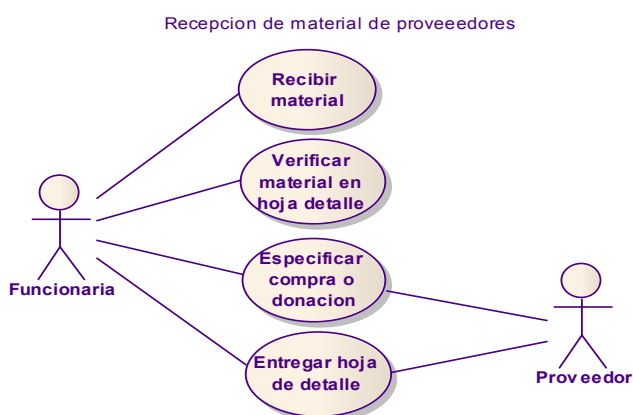 Recepcion de material de proveeedores
Recibir
material
Verificar
material en
hoja detalle
Especificar
compra o
donacion
Funcionaria
Entregar hoja
de detalle
Proveedor